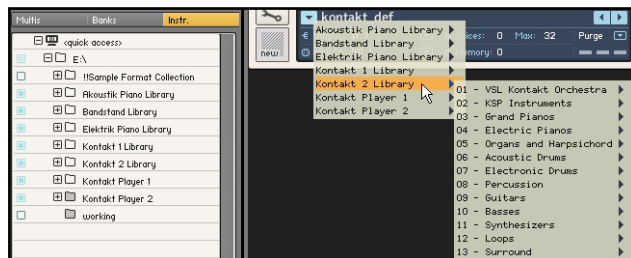 Multis Banks Instr.
<quick access>
E:\
!!Sample Format Collection
Akoustik Piano Library
Bandstand Library
Elektrik Piano Library
Kontakt 1 Library
Kontakt 2 Library
Kontakt Player 1
Kontakt Player 2
working
new
kontakt def
ices: 0 Max: 32 Purge
emory: 0
Akoustik Piano Library
Bandstand Library
Elektrik Piano Library
Kontakt 1 Library
Kontakt 2 Library
Kontakt Player 1
Kontakt Player 2
01 - VSL Kontakt Orchestra
02 - KSP Instruments
03 - Grand Pianos
04 - Electric Pianos
05 - Organs and Harpsichord
06 - Acoustic Drums
07 - Electronic Drums
08 - Percussion
09 - Guitars
10 - Basses
11 - Synthesizers
12 - Loops
13 - Surround